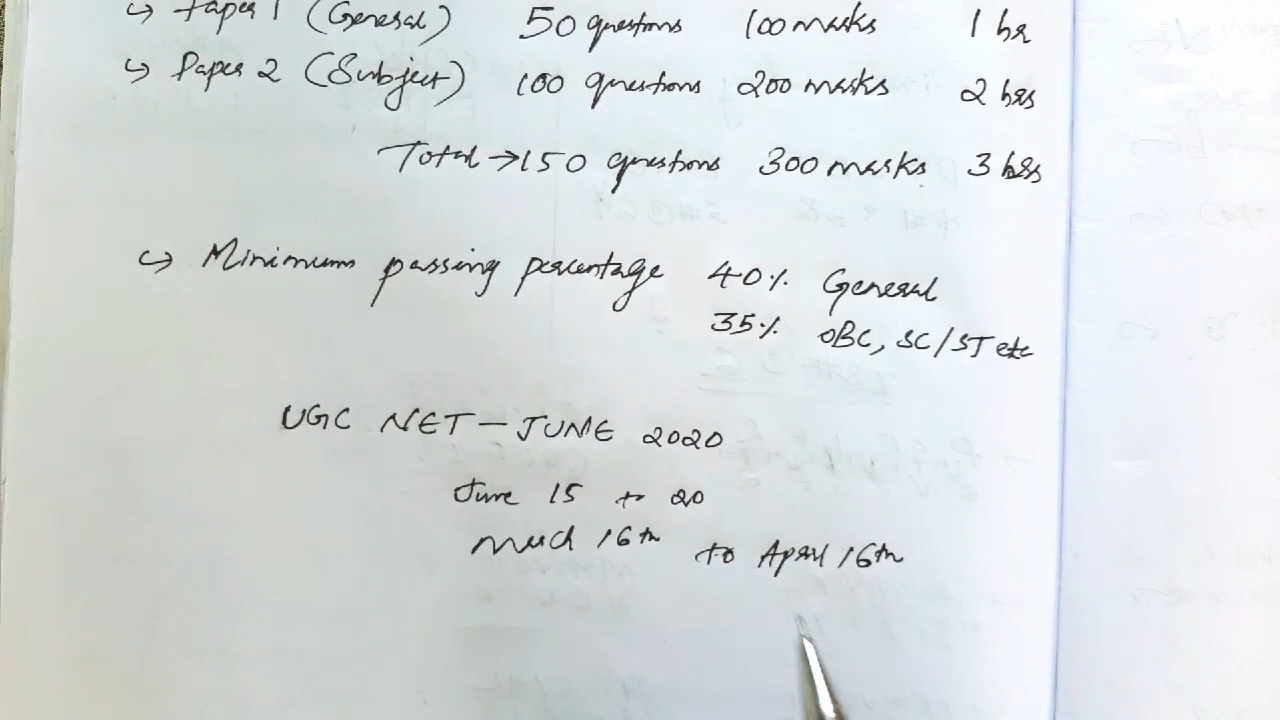 ↳ Paper 1 (General) 50 questions 100 marks 1 hr
↳ Paper 2 (Subject) 100 questions 200 marks 2 hrs
Total → 150 questions 300 marks 3 hrs
↳ Minimum passing percentage 40% General
35% OBC, SC/ST etc
UGC NET - JUNE 2020
June 15 to 20
March 16th to April 16th